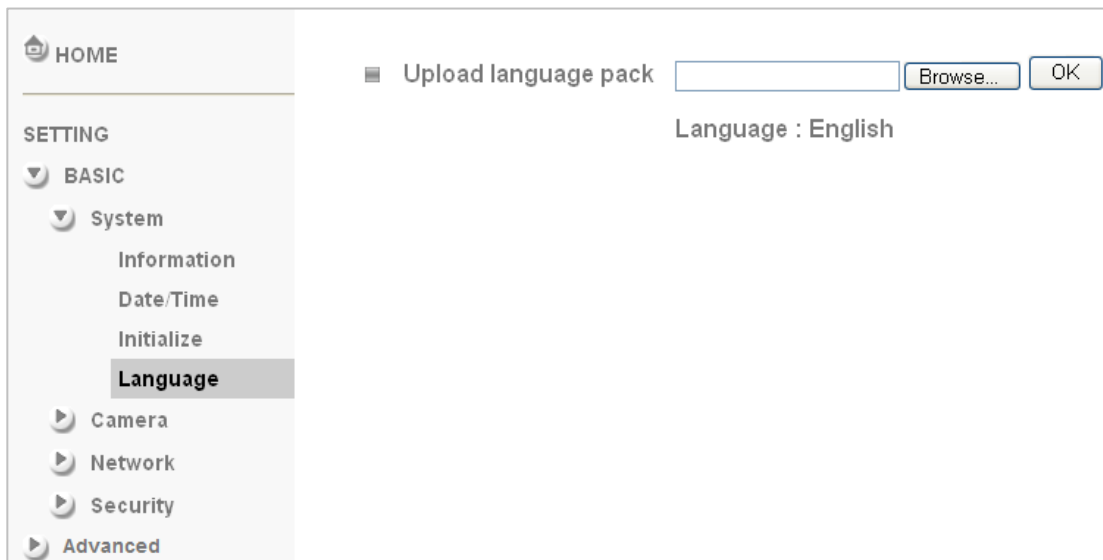 HOME
SETTING
BASIC
System
Information
Date/Time
Initialize
Language
Camera
Network
Security
Advanced
Upload language pack
Browse...
OK
Language : English